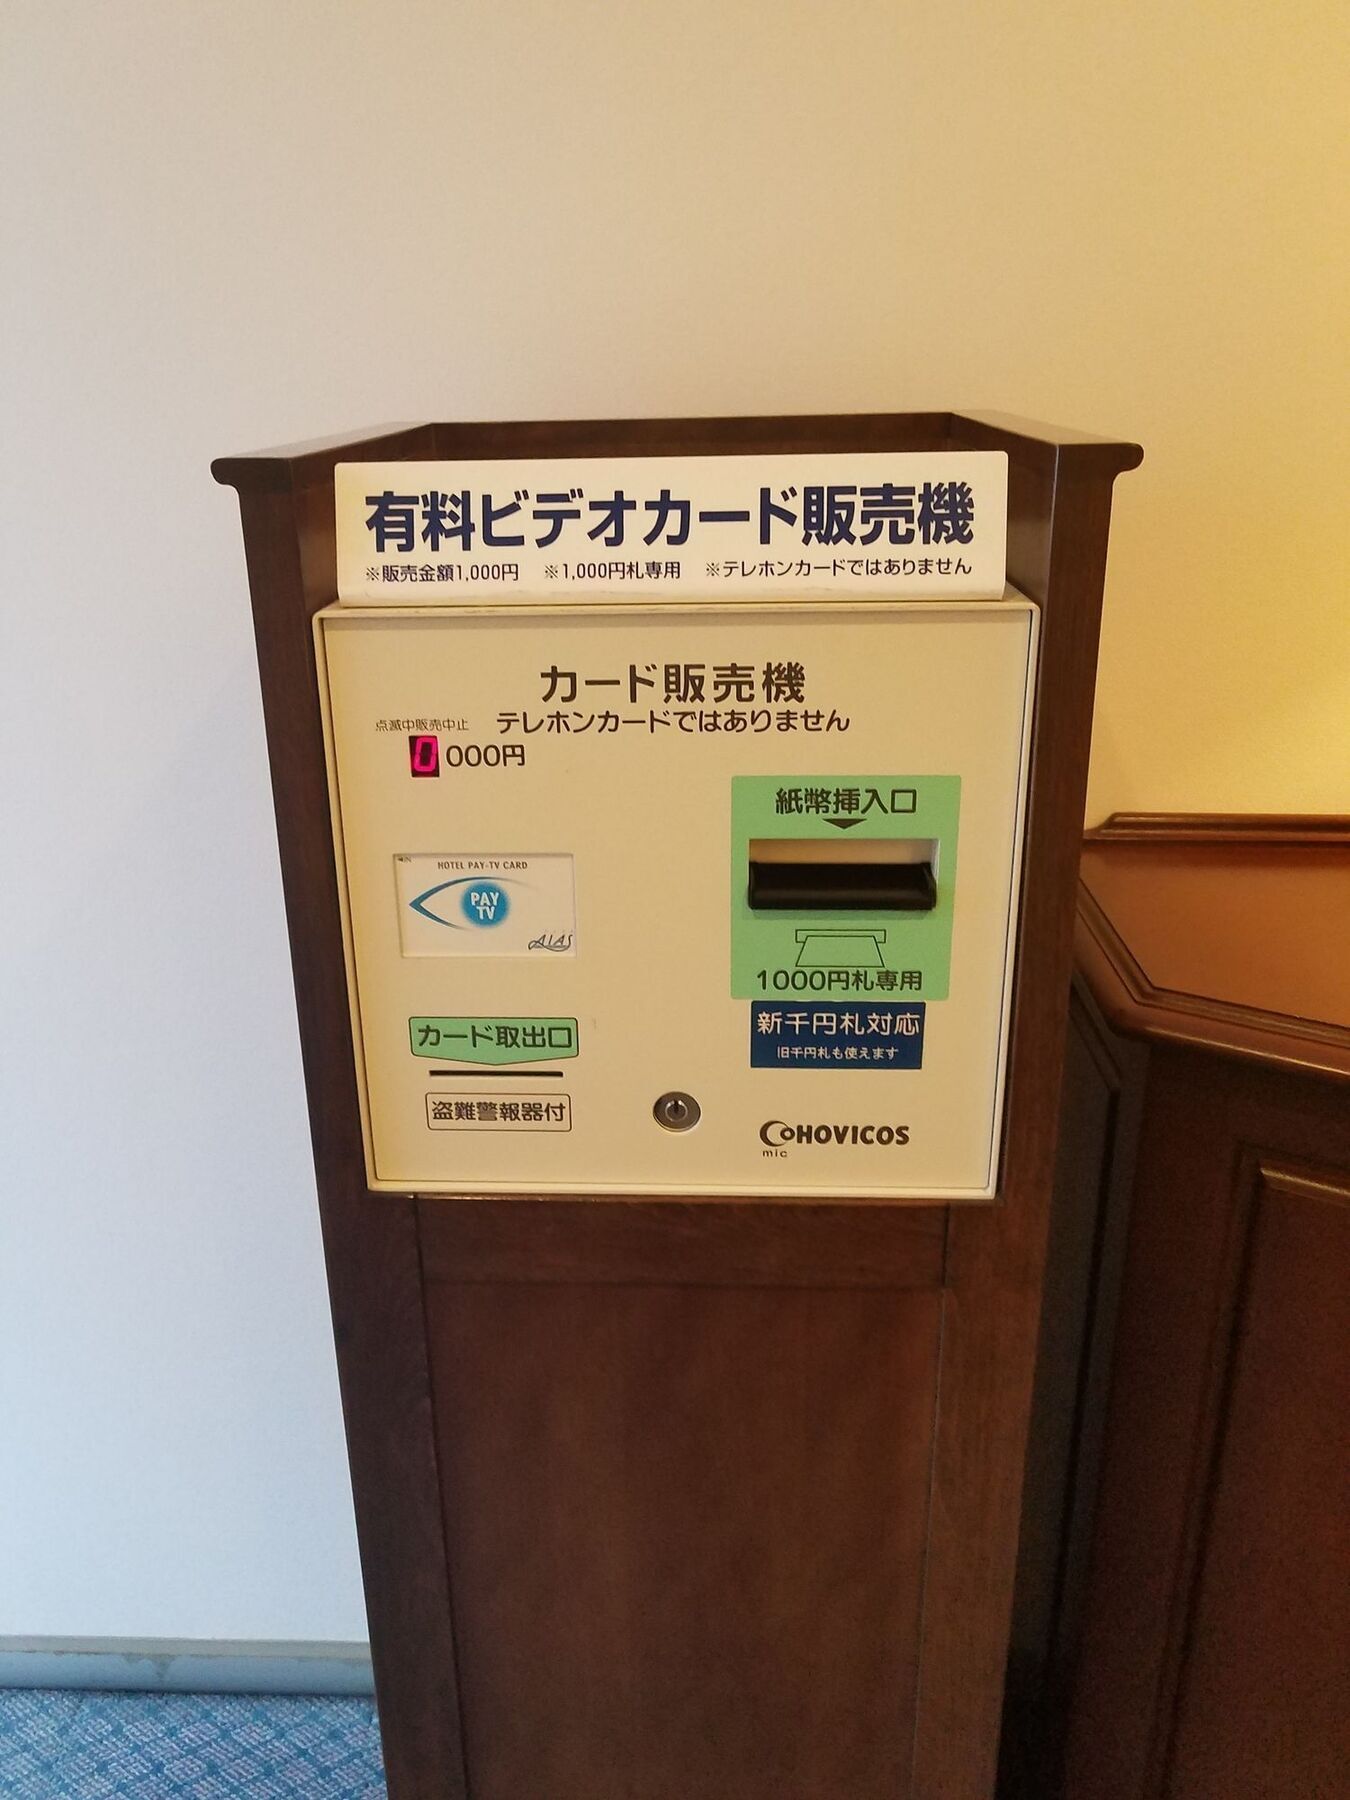 有料ビデオカード販売機
※販売金額1,000円 ※1,000円札専用 ※テレホンカードではありません
カード販売機
点滅中販売中止 テレホンカードではありません
0 000円
紙幣挿入口
1000円札専用
新千円札対応
旧千円札も使えます
IN
HOTEL PAY-TV CARD
PAY
TV
ALAS
カード取出口
盗難警報器付
COHOVICOS
mic